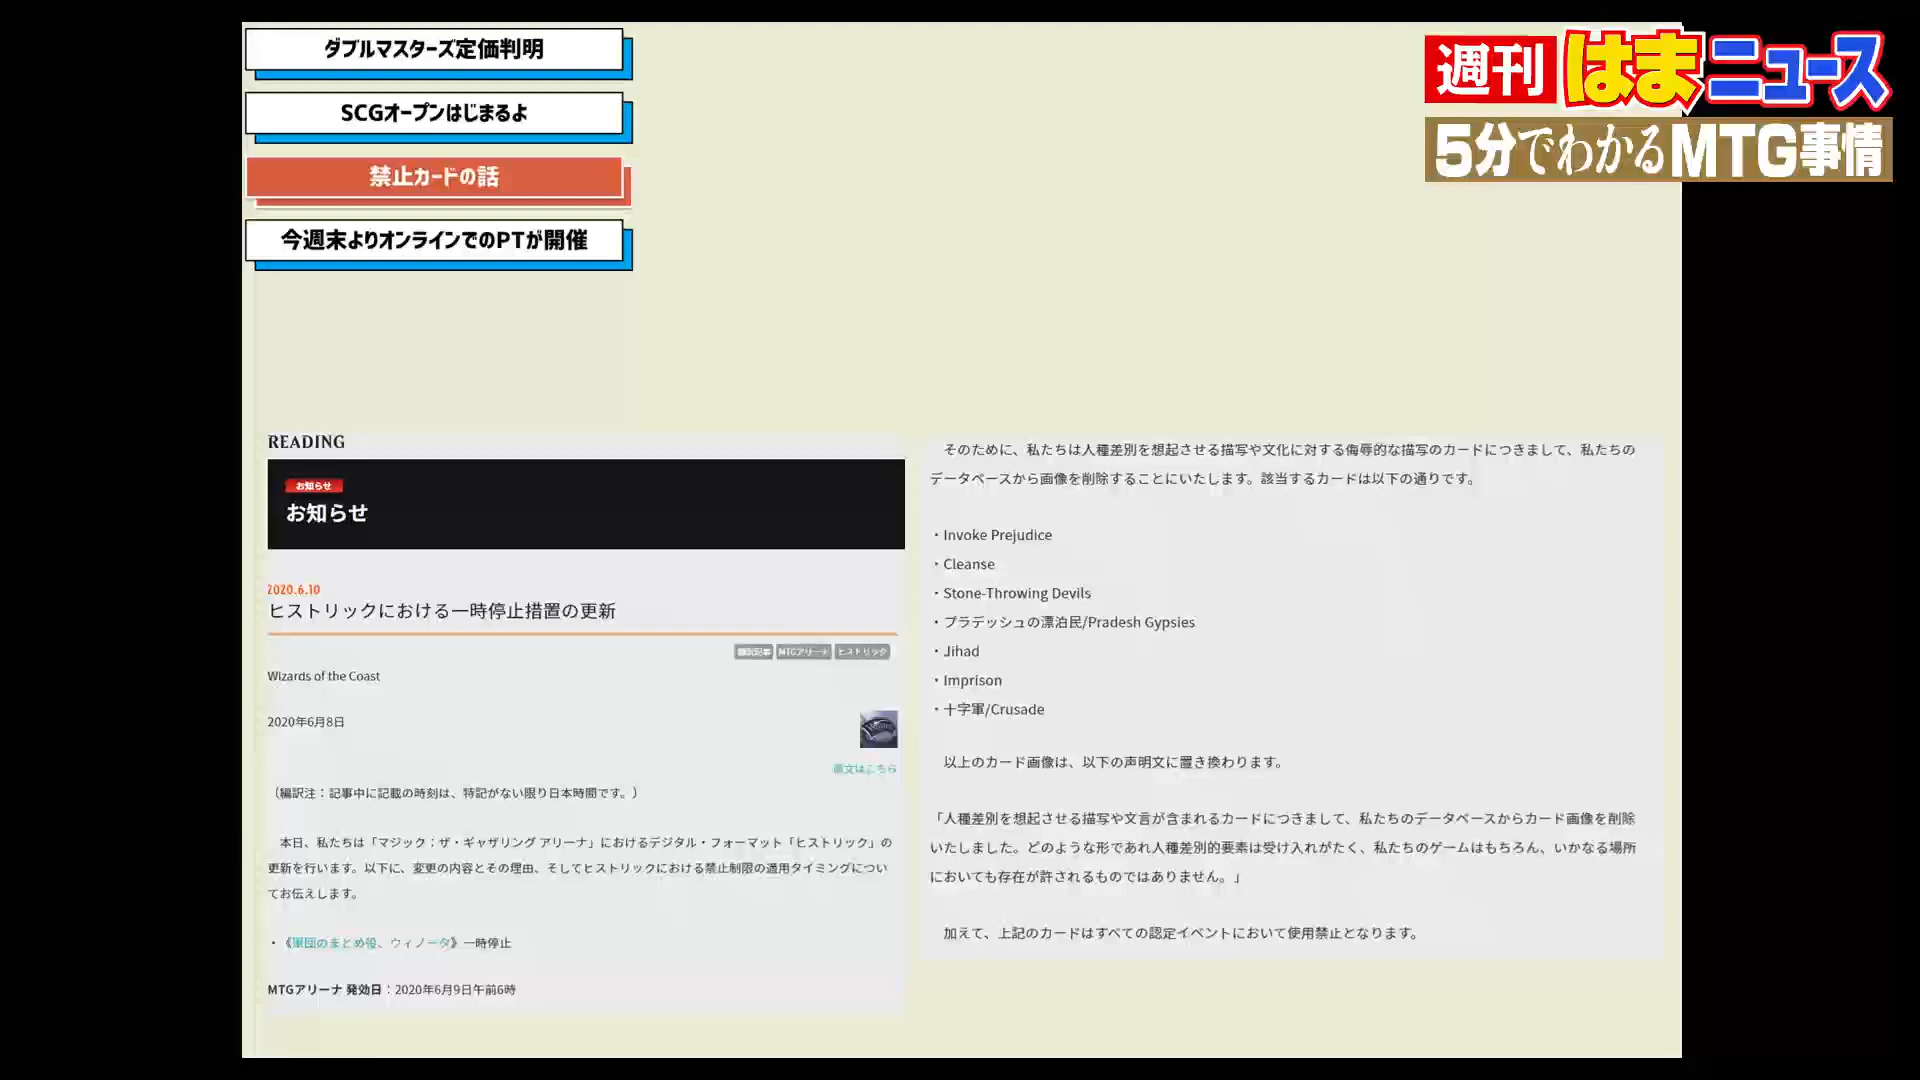 ダブルマスターズ定価判明
SCGオープンはじまるよ
禁止カードの話
今週末よりオンラインでのPTが開催
週刊はまニュース
5分でわかるMTG事情
READING
お知らせ
お知らせ
2020.6.10
ヒストリックにおける一時停止措置の更新
翻訳記事 MTGアリーナ ヒストリック
Wizards of the Coast
2020年6月8日
原文はこちら
（編訳注：記事中に記載の時刻は、特記がない限り日本時間です。）
本日、私たちは「マジック：ザ・ギャザリング アリーナ」におけるデジタル・フォーマット「ヒストリック」の
更新を行います。以下に、変更の内容とその理由、そしてヒストリックにおける禁止制限の適用タイミングについ
てお伝えします。
・《軍団のまとめ役、ウィノータ》一時停止
MTGアリーナ 発効日：2020年6月9日午前6時
そのために、私たちは人種差別を想起させる描写や文化に対する侮辱的な描写のカードにつきまして、私たちの
データベースから画像を削除することにいたします。該当するカードは以下の通りです。
・Invoke Prejudice
・Cleanse
・Stone-Throwing Devils
・プラデッシュの漂泊民/Pradesh Gypsies
・Jihad
・Imprison
・十字軍/Crusade
以上のカード画像は、以下の声明文に置き換わります。
「人種差別を想起させる描写や文言が含まれるカードにつきまして、私たちのデータベースからカード画像を削除
いたしました。どのような形であれ人種差別的要素は受け入れがたく、私たちのゲームはもちろん、いかなる場所
においても存在が許されるものではありません。」
加えて、上記のカードはすべての認定イベントにおいて使用禁止となります。